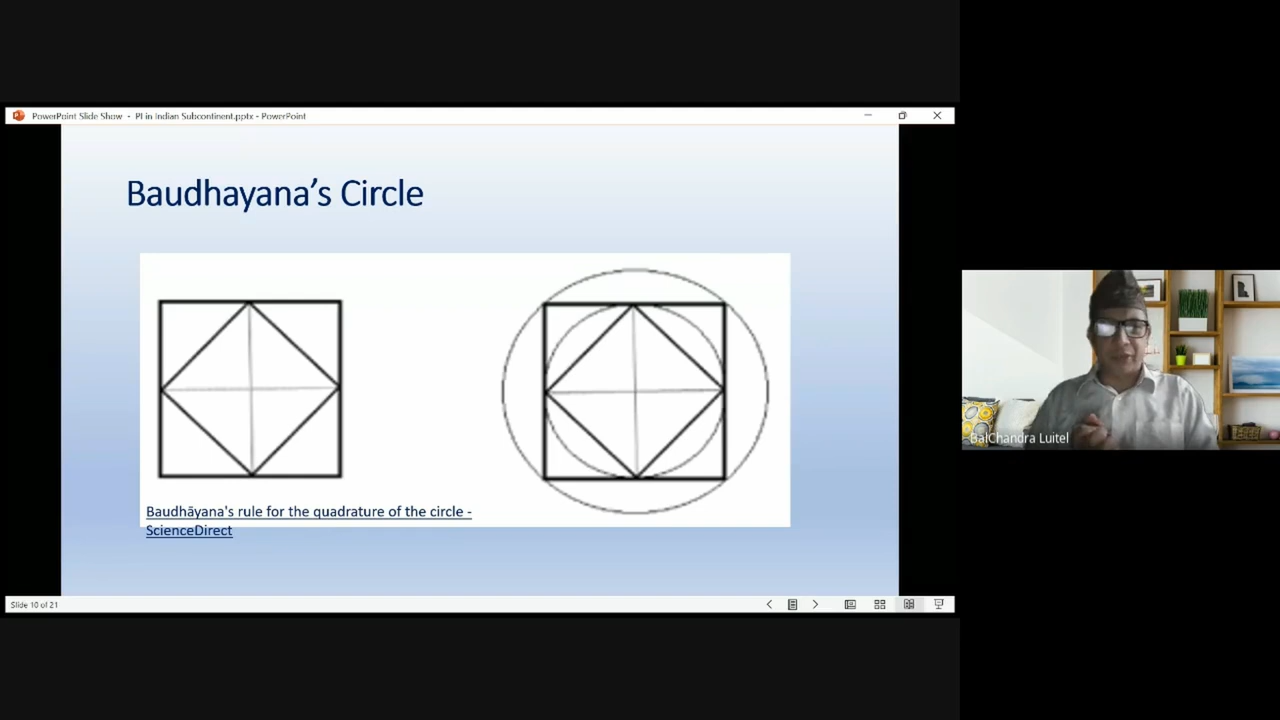 PowerPoint Slide Show - PI in Indian Subcontinent.pptx - PowerPoint
Baudhayana's Circle
Baudhāyana's rule for the quadrature of the circle -
ScienceDirect
BalChandra Luitel
Slide 10 of 21